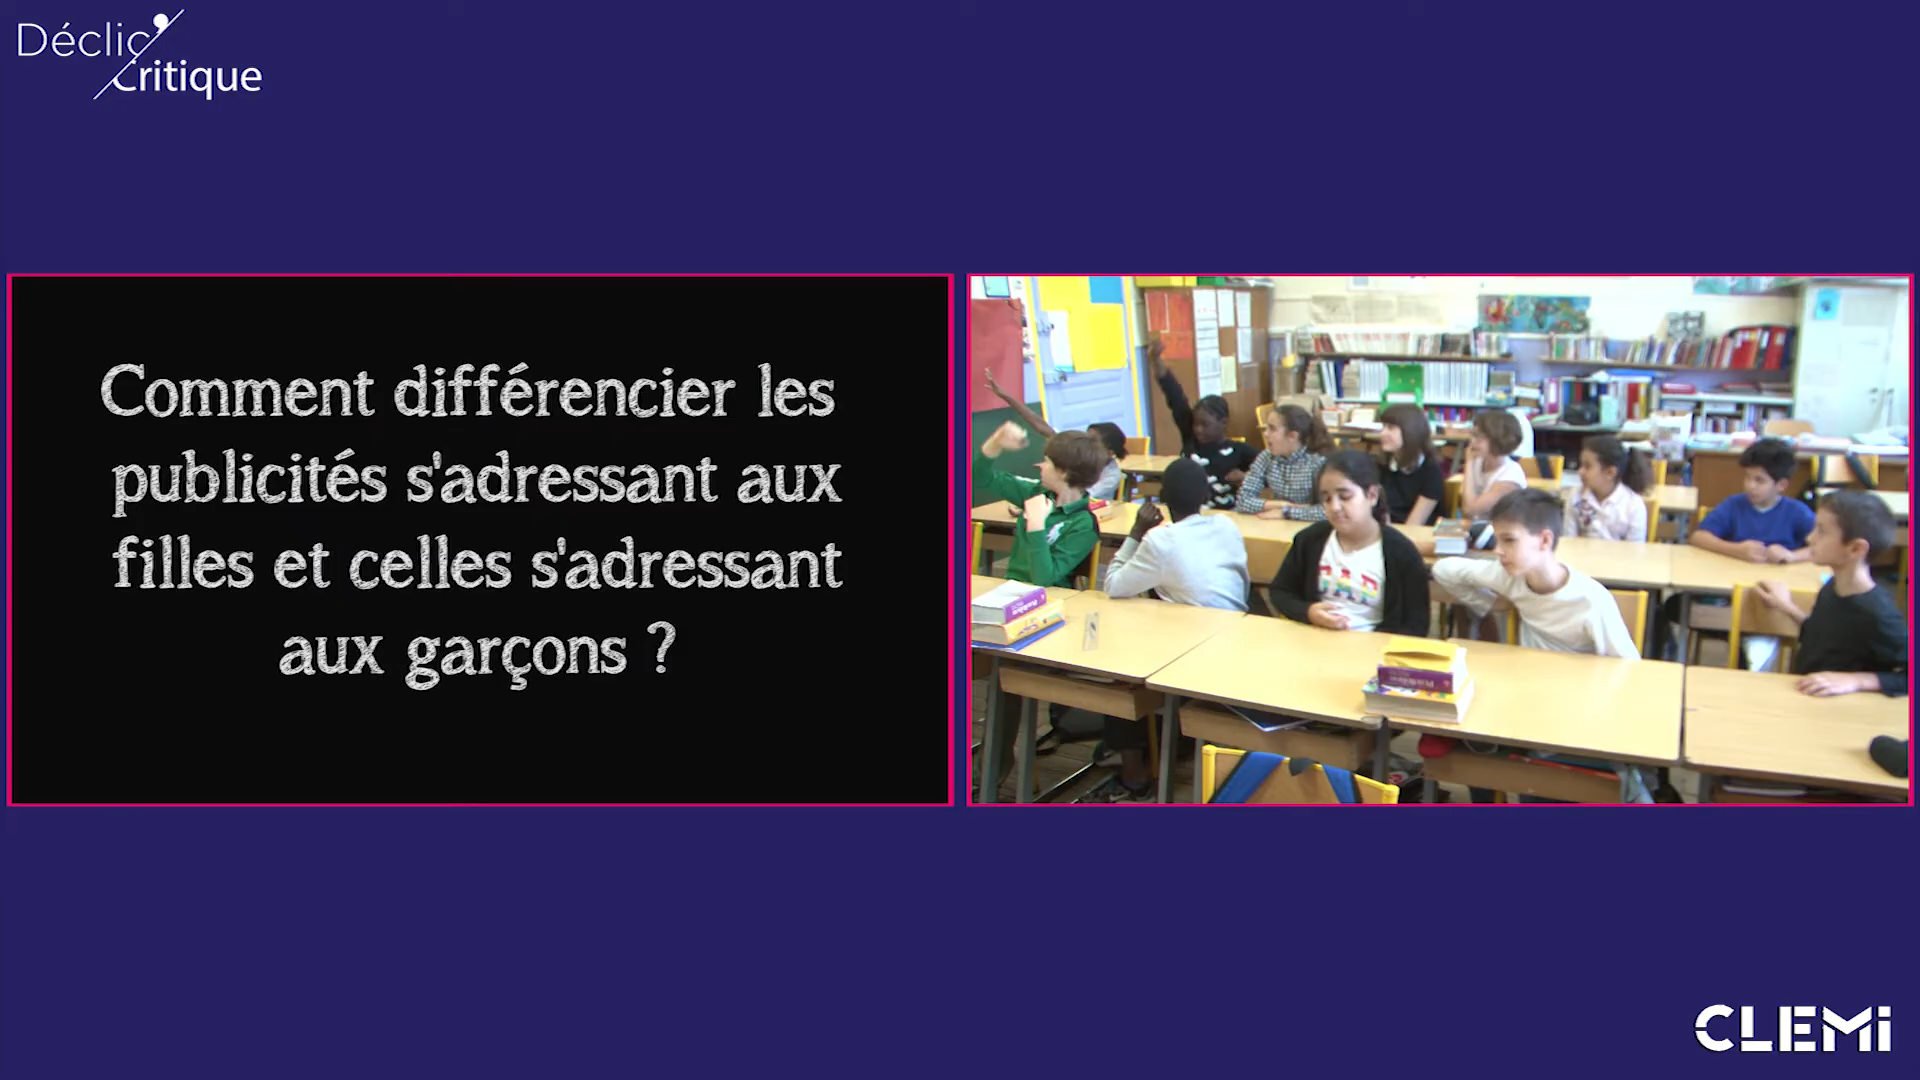 Déclic'
Critique
Comment différencier les
publicités s'adressant aux
filles et celles s'adressant
aux garçons ?
CLEMI